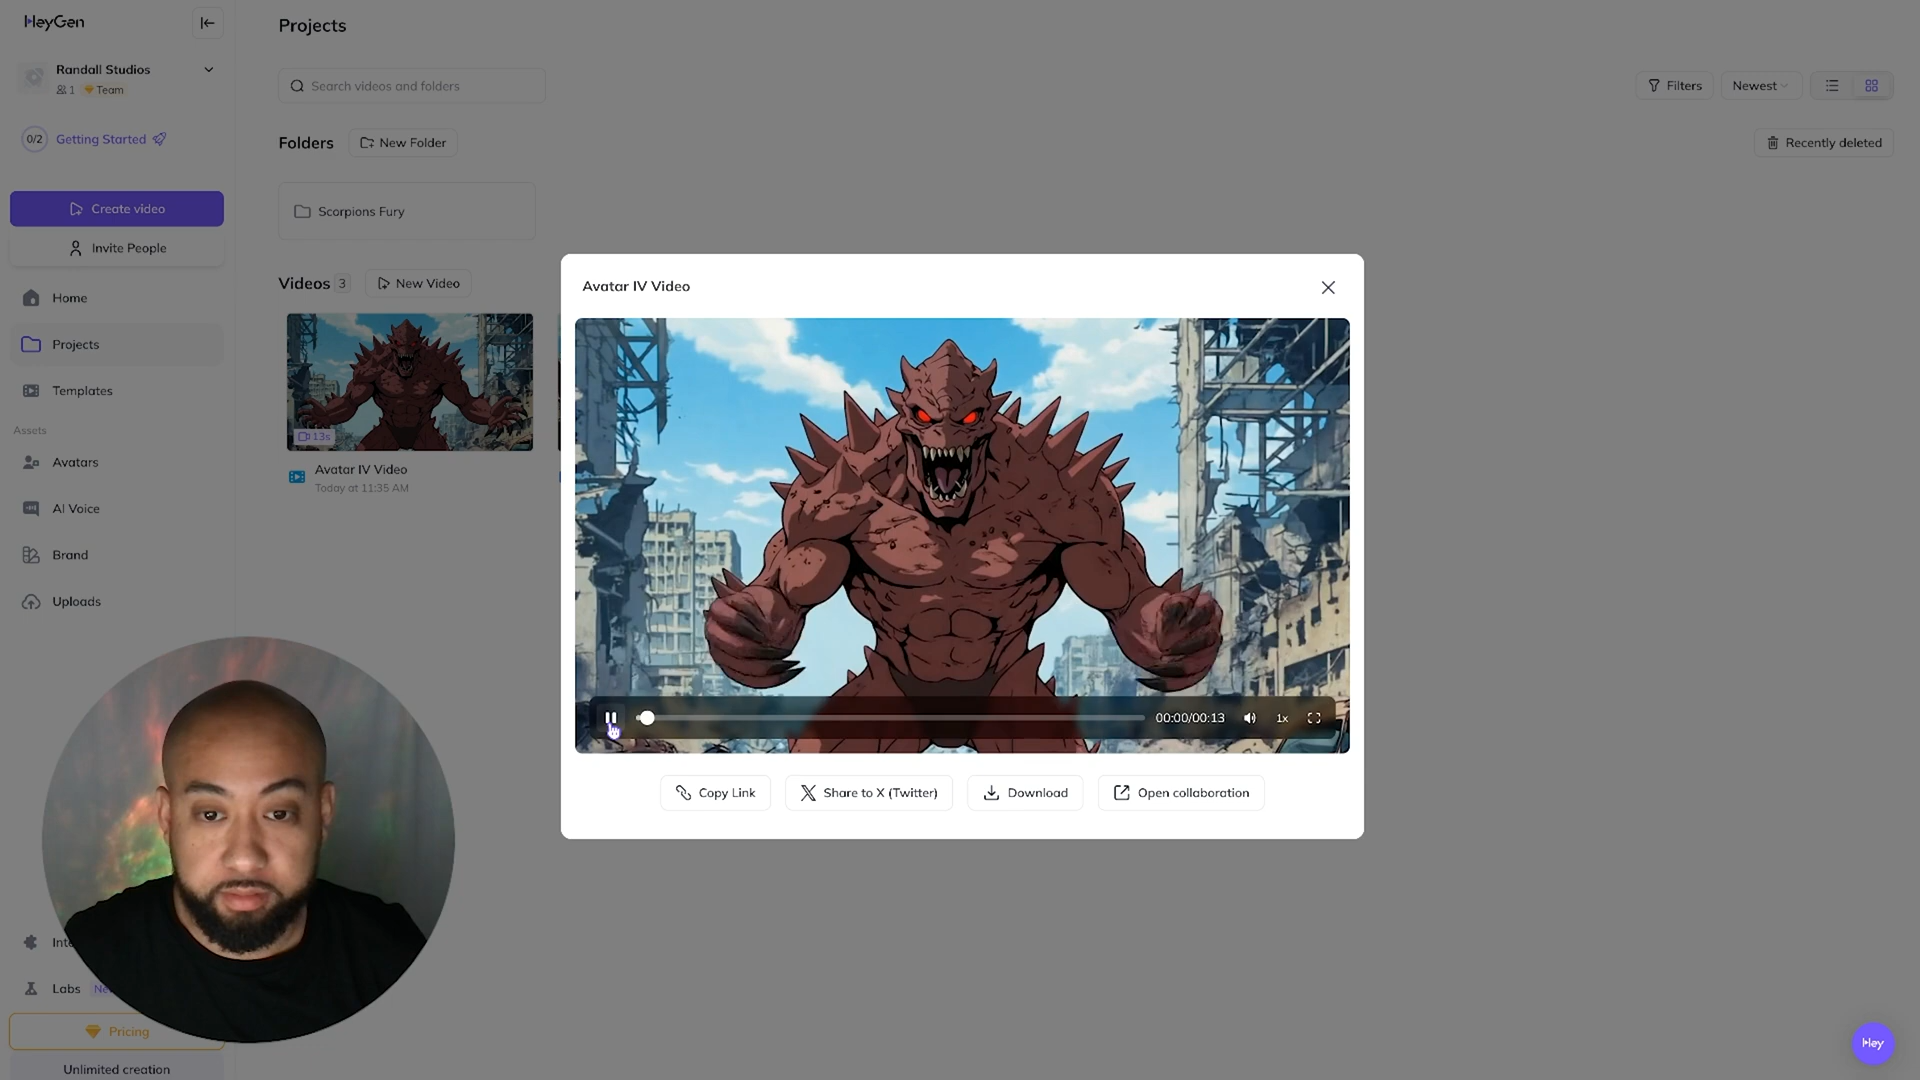 HeyGen
Randall Studios
1 Team
0/2 Getting Started
Create video
Invite People
Home
Projects
Templates
Assets
Avatars
AI Voice
Brand
Uploads
Labs
Pricing
Unlimited creation
Projects
Search videos and folders
Filters
Newest
Folders
New Folder
Recently deleted
Scorpions Fury
Videos 3
New Video
13s
Avatar IV Video
Today at 11:35 AM
Avatar IV Video
00:00/00:13
1x
Copy Link
Share to X (Twitter)
Download
Open collaboration
Hey